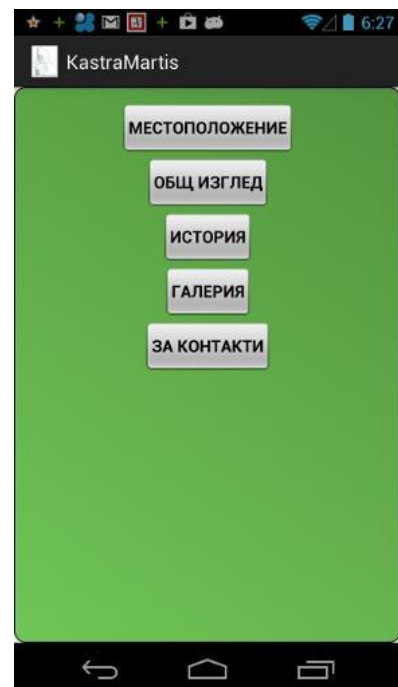 6:27
KastraMartis
МЕСТОПОЛОЖЕНИЕ
ОБЩ ИЗГЛЕД
ИСТОРИЯ
ГАЛЕРИЯ
ЗА КОНТАКТИ